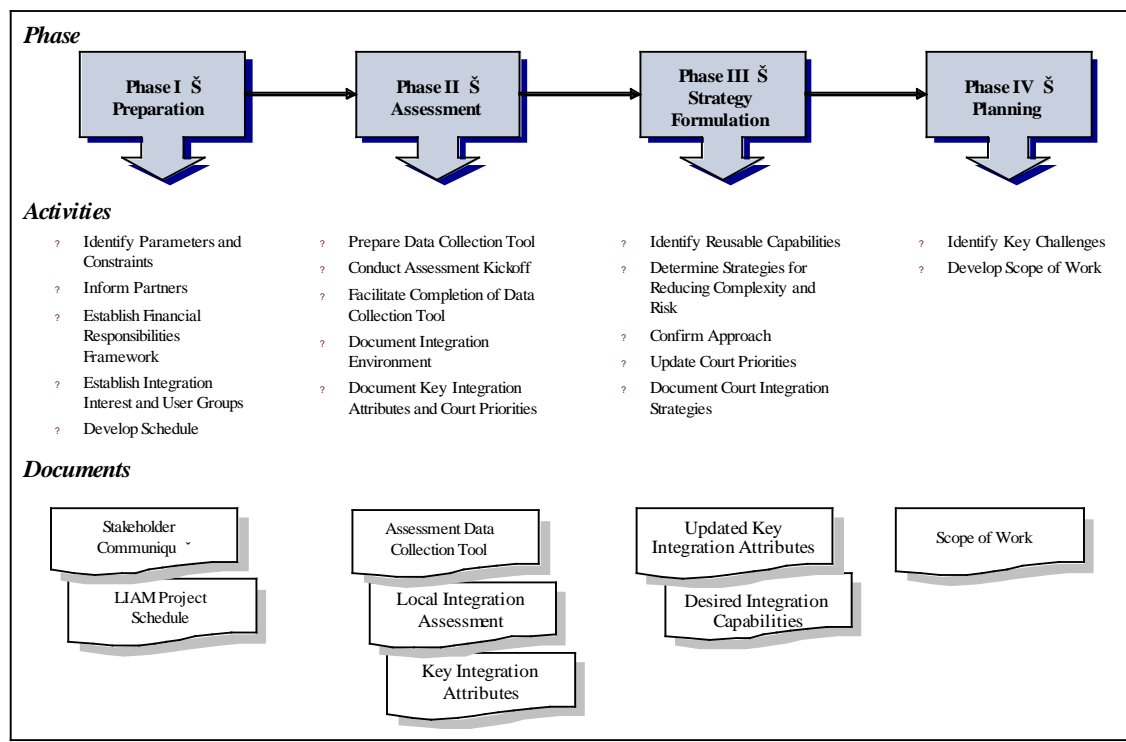 Phase
Phase I Š
Preparation
Phase II Š
Assessment
Phase III Š
Strategy
Formulation
Phase IV Š
Planning
Activities
? Identify Parameters and
Constraints
? Inform Partners
? Establish Financial
Responsibilities
Framework
? Establish Integration
Interest and User Groups
? Develop Schedule
? Prepare Data Collection Tool
? Conduct Assessment Kickoff
? Facilitate Completion of Data
Collection Tool
? Document Integration
Environment
? Document Key Integration
Attributes and Court Priorities
? Identify Reusable Capabilities
? Determine Strategies for
Reducing Complexity and
Risk
? Confirm Approach
? Update Court Priorities
? Document Court Integration
Strategies
? Identify Key Challenges
? Develop Scope of Work
Documents
Stakeholder
Communiqu ˇ
LIAM Project
Schedule
Assessment Data
Collection Tool
Local Integration
Assessment
Key Integration
Attributes
Updated Key
Integration Attributes
Desired Integration
Capabilities
Scope of Work